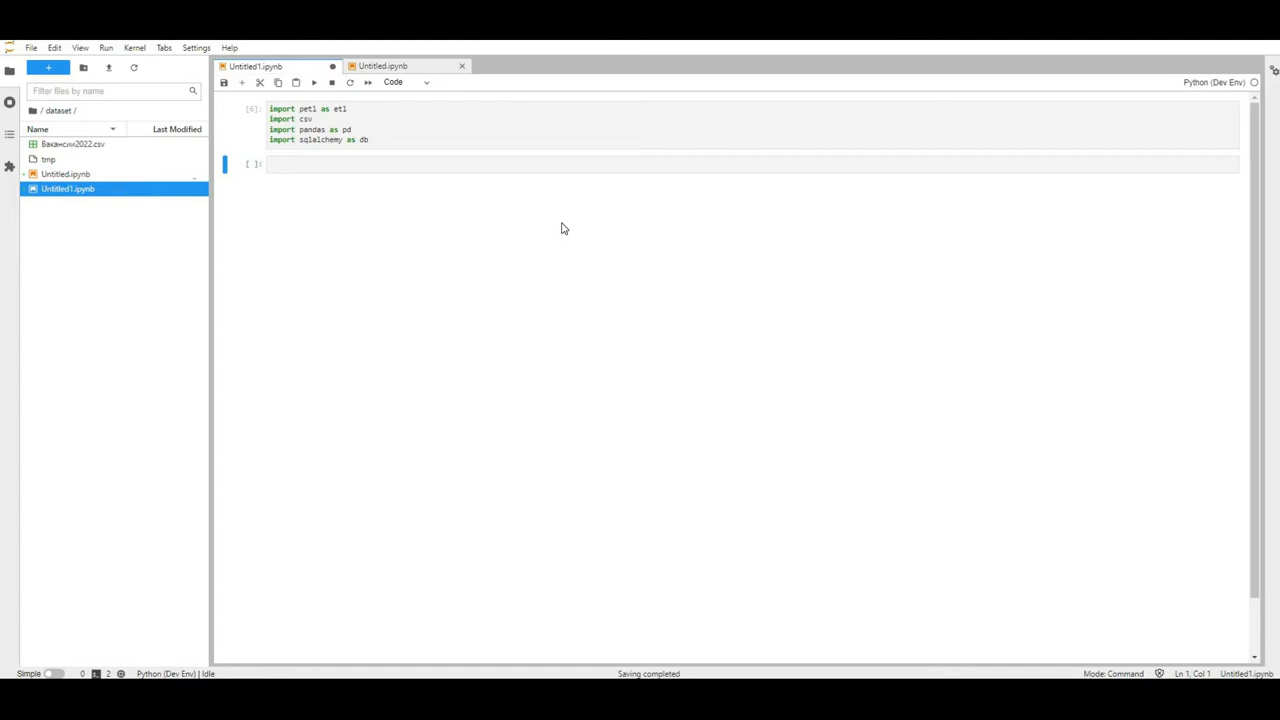 File Edit View Run Kernel Tabs Settings Help
Untitled1.ipynb
Untitled.ipynb
Code
Python (Dev Env)
Filter files by name
/ dataset /
Name Last Modified
Вакансии2022.csv
tmp
Untitled.ipynb
Untitled1.ipynb
[6]:
import petl as etl
import csv
import pandas as pd
import sqlalchemy as db
[ ]:
Simple 0 2 Python (Dev Env) | Idle Saving completed Mode: Command Ln 1, Col 1 Untitled1.ipynb